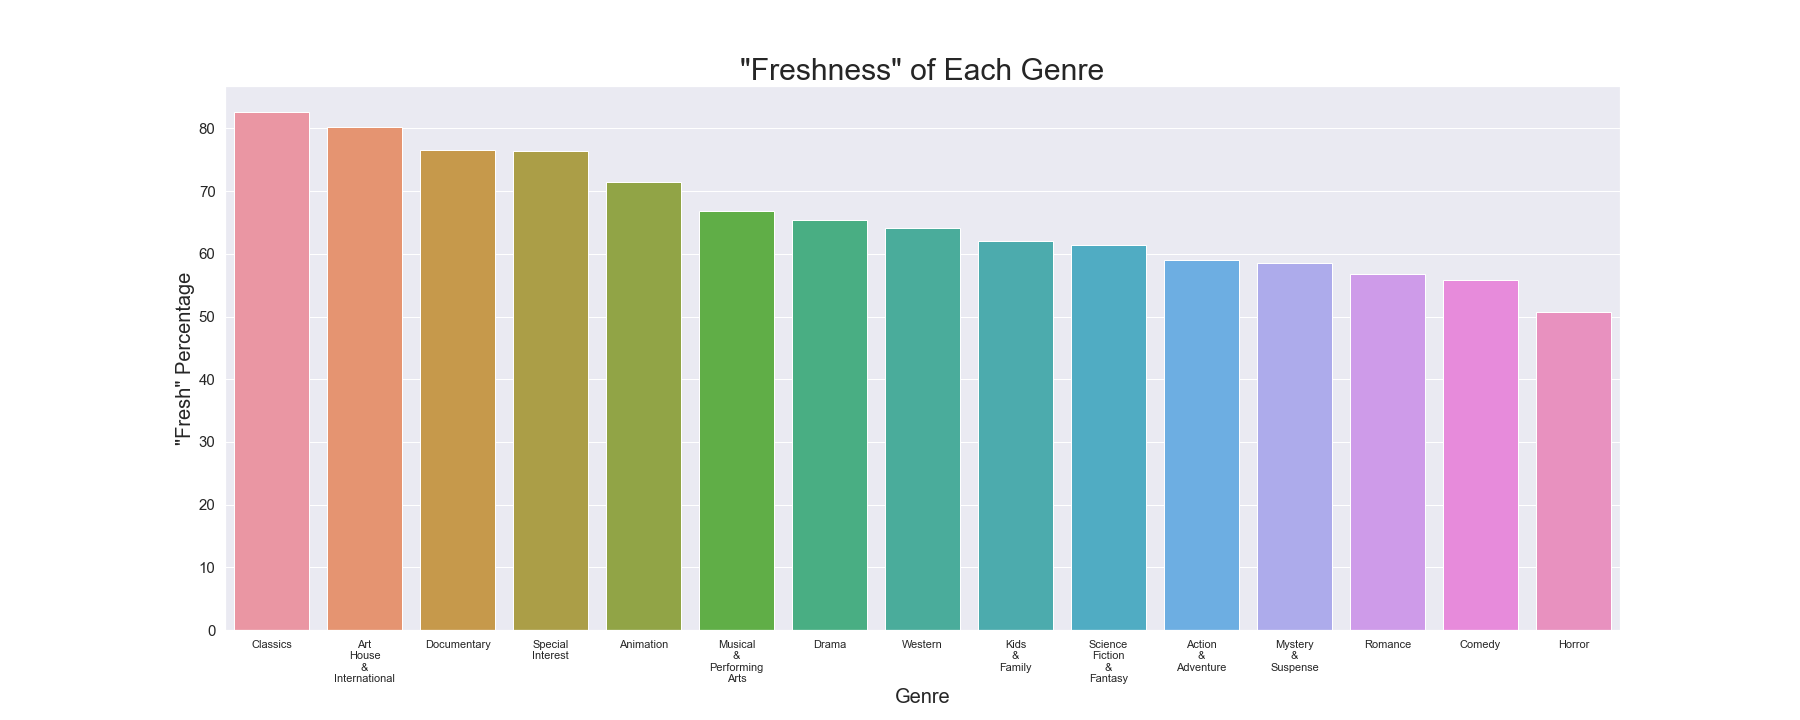 "Freshness" of Each Genre
"Fresh" Percentage
80
70
60
50
40
30
20
10
0
Classics
Art
House
&
International
Documentary
Special
Interest
Animation
Musical
&
Performing
Arts
Drama
Western
Kids
&
Family
Science
Fiction
&
Fantasy
Action
&
Adventure
Mystery
&
Suspense
Romance
Comedy
Horror
Genre